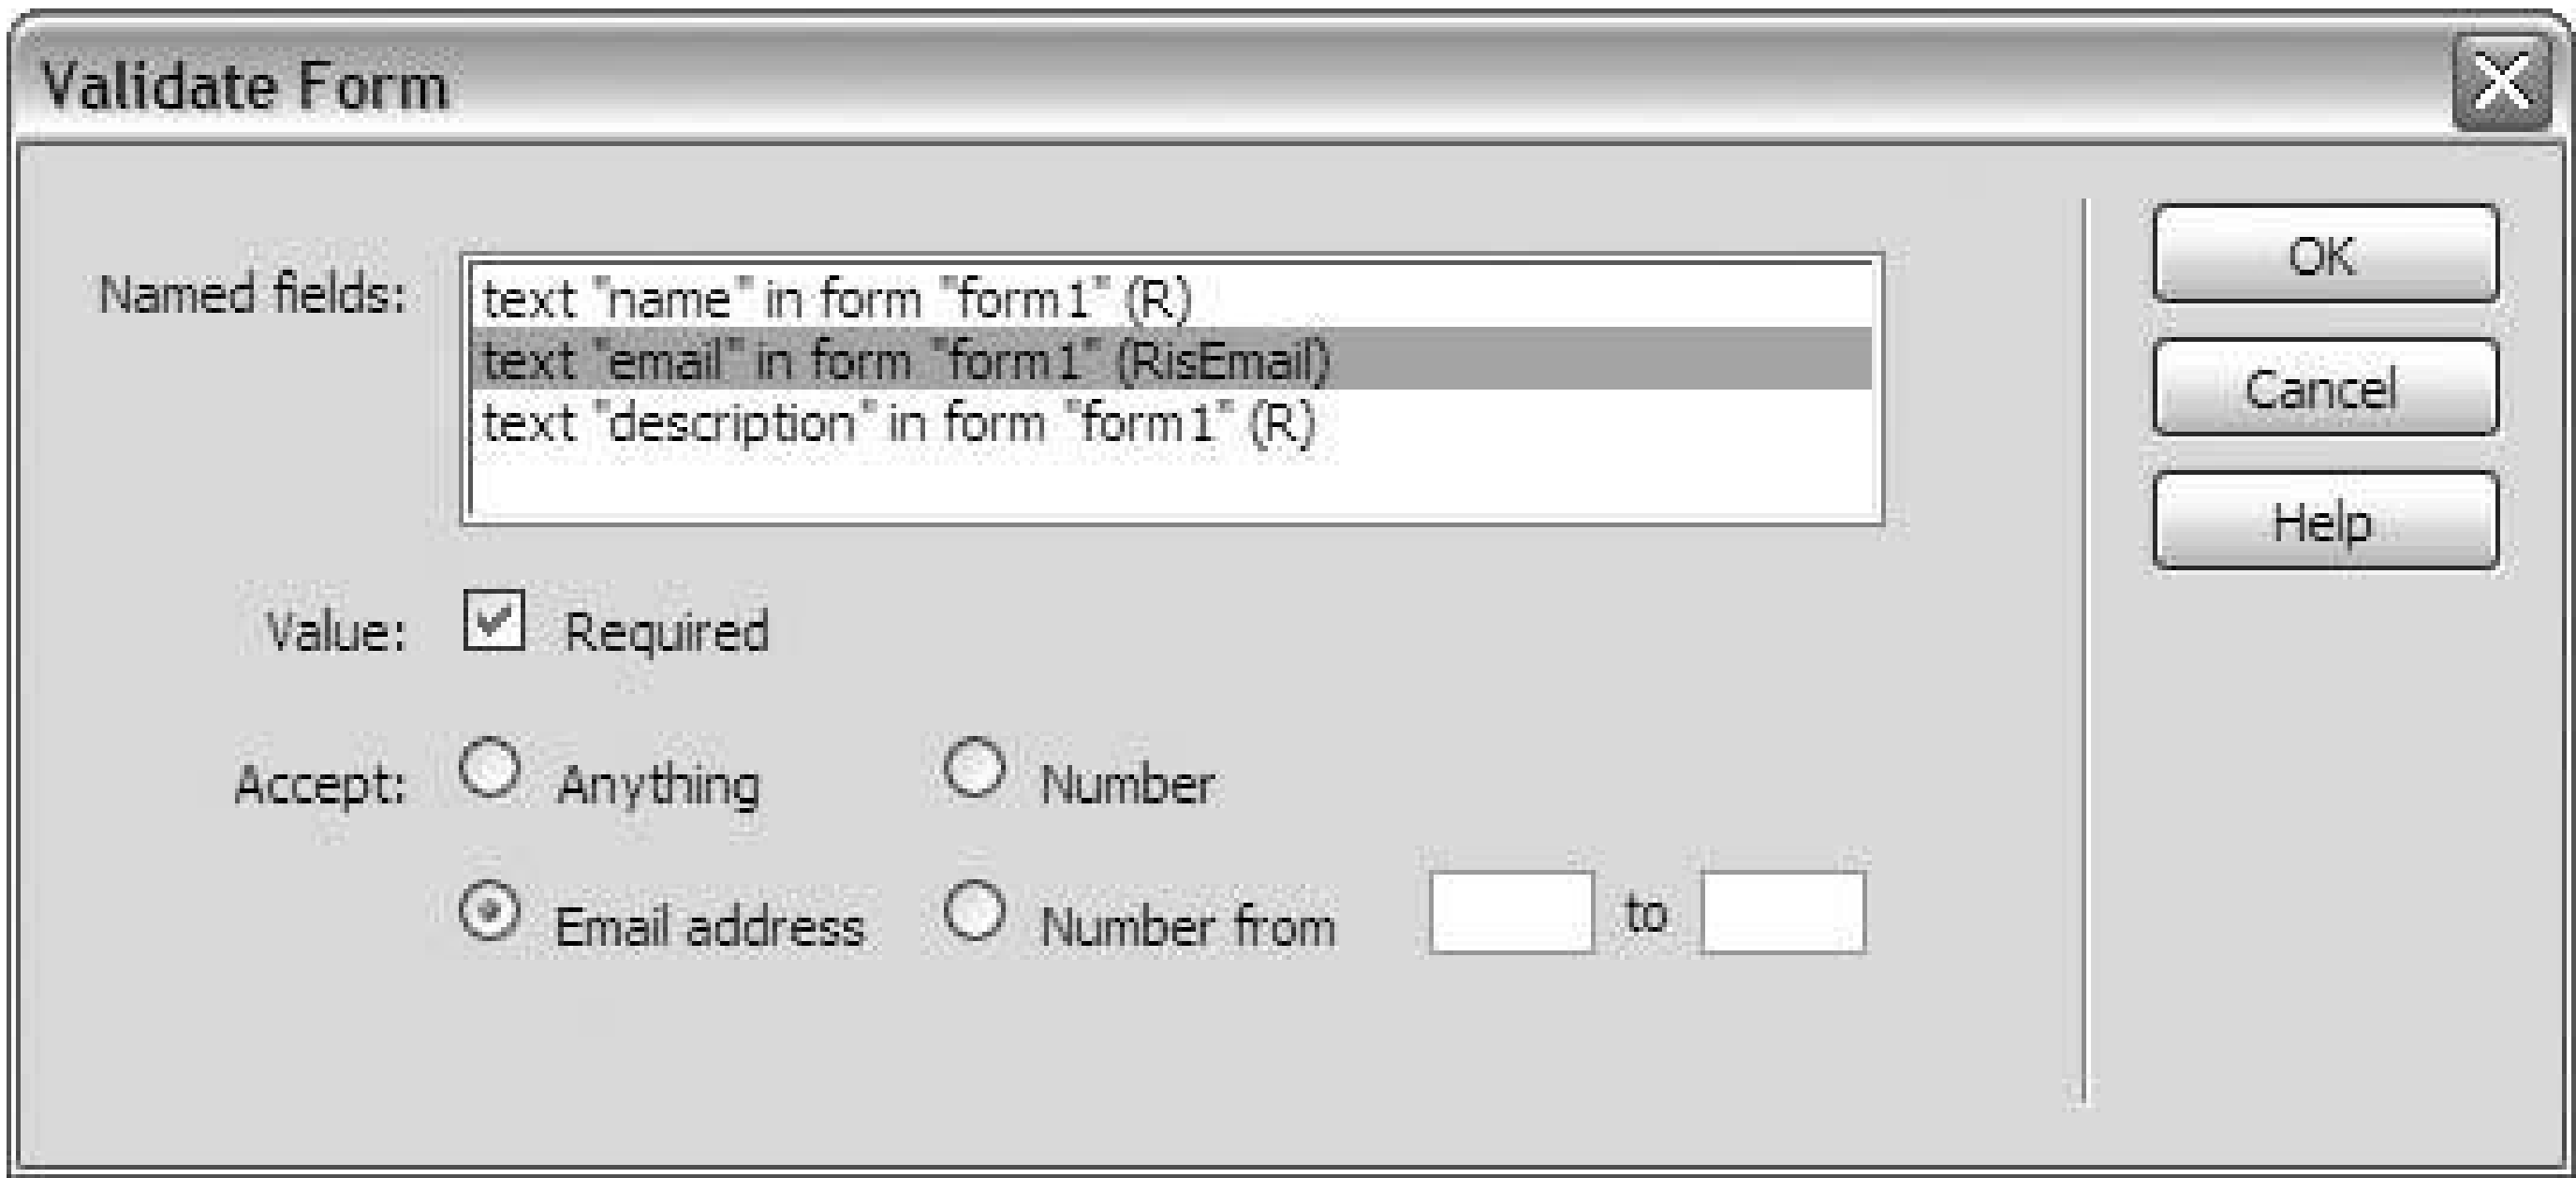 Validate Form
Named fields:
text "name" in form "form1" (R)
text "email" in form "form1" (RisEmail)
text "description" in form "form1" (R)
OK
Cancel
Help
Value: Required
Accept: Anything Number
Email address Number from to